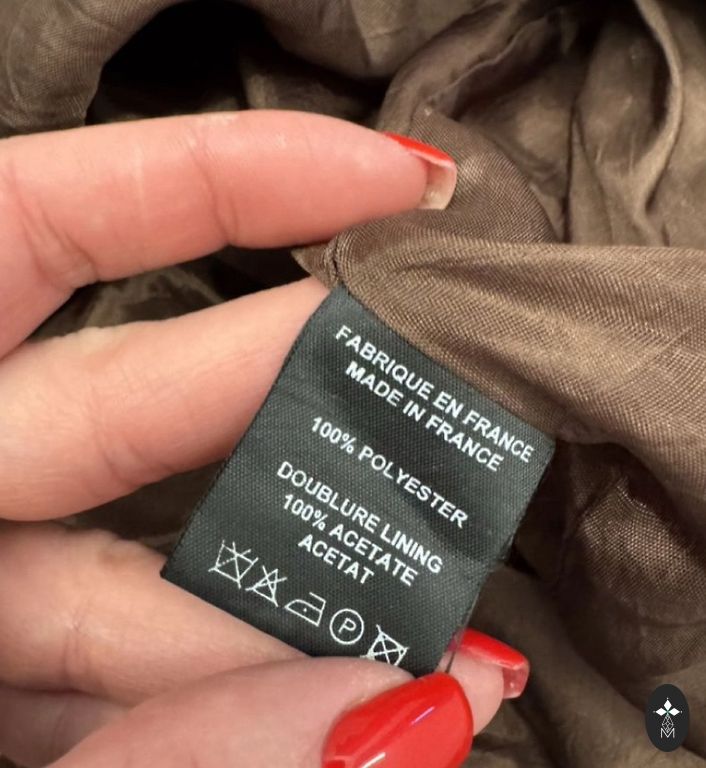 FABRIQUE EN FRANCE
MADE IN FRANCE
100% POLYESTER
DOUBLURE LINING
100% ACETATE
ACETAT
P
M